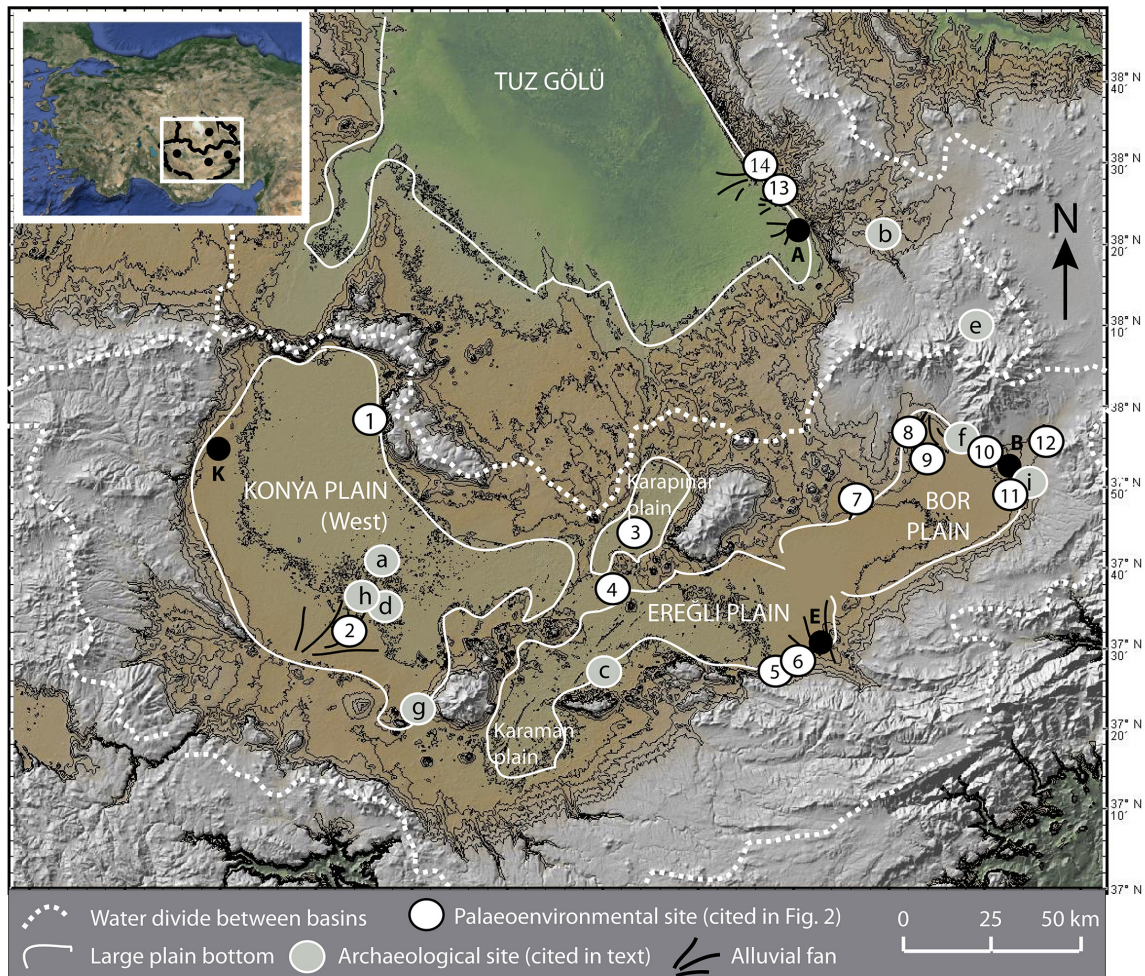 TUZ GÖLÜ
38° N
40'
14
38° N
30'
13
b
N
38° N
20'
A
e
38° N
10'
1
38° N
8
f
10
B
12
K
9
KONYA PLAIN
(West)
Karapınar
plain
7
11
i
37° N
50'
BOR
PLAIN
3
a
37° N
40'
4
h
d
EREĞLI PLAIN
2
E
37° N
30'
c
5
6
g
37° N
20'
Karaman
plain
37° N
10'
37° N
Water divide between basins
Palaeoenvironmental site (cited in Fig. 2)
0 25 50 km
Large plain bottom
Archaeological site (cited in text)
Alluvial fan